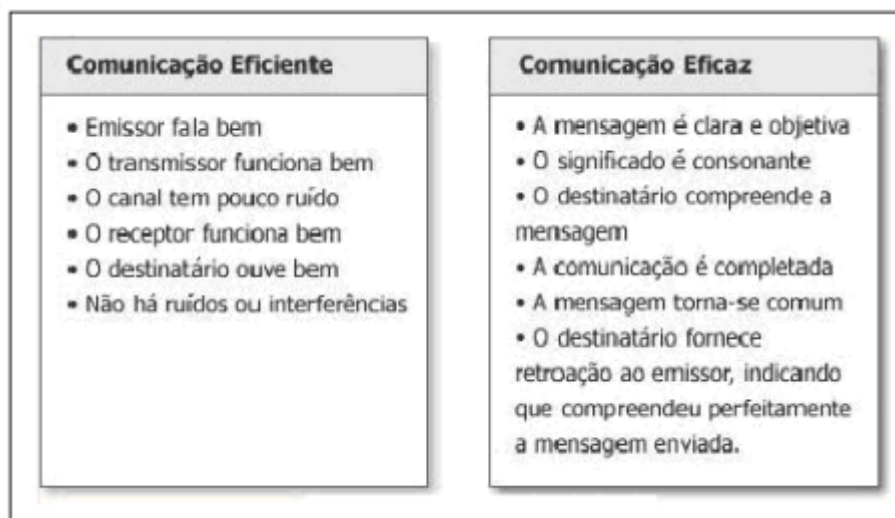 Comunicação Eficiente
• Emissor fala bem
• O transmissor funciona bem
• O canal tem pouco ruído
• O receptor funciona bem
• O destinatário ouve bem
• Não há ruídos ou interferências
Comunicação Eficaz
• A mensagem é clara e objetiva
• O significado é consonante
• O destinatário compreende a
mensagem
• A comunicação é completada
• A mensagem torna-se comum
• O destinatário fornece
retroação ao emissor, indicando
que compreendeu perfeitamente
a mensagem enviada.